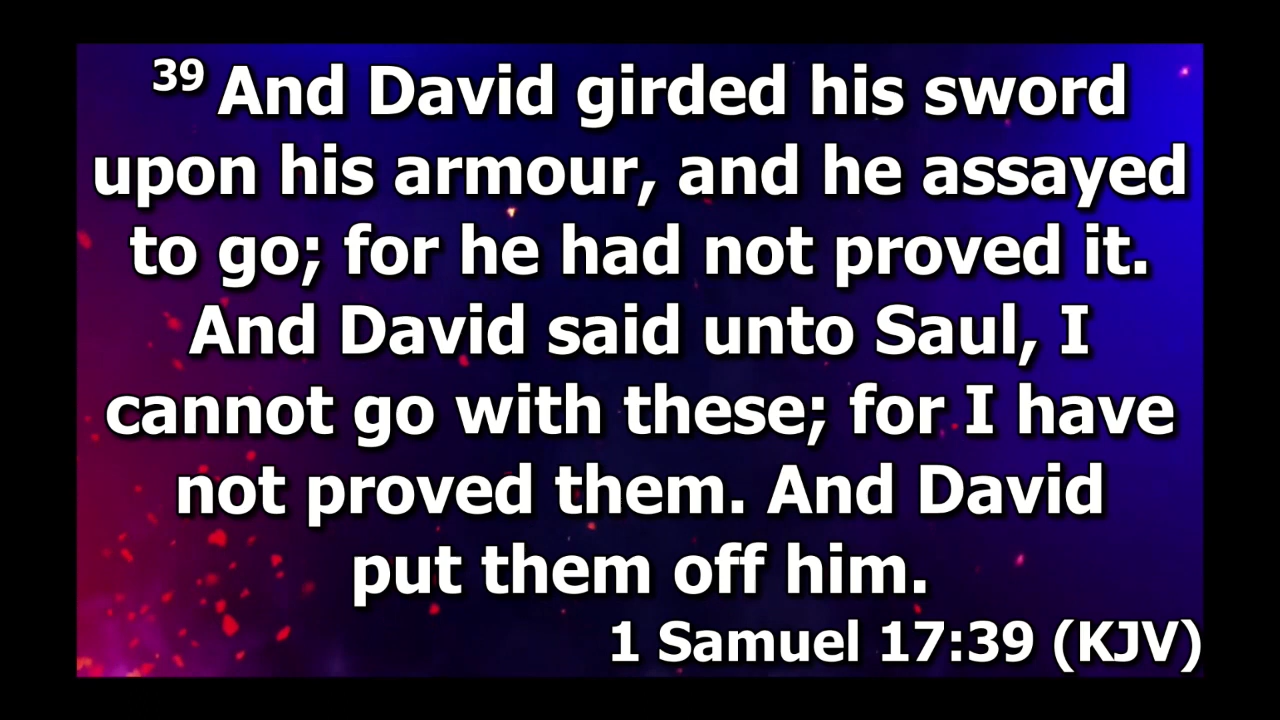 39 And David girded his sword
upon his armour, and he assayed
to go; for he had not proved it.
And David said unto Saul, I
cannot go with these; for I have
not proved them. And David
put them off him.
1 Samuel 17:39 (KJV)